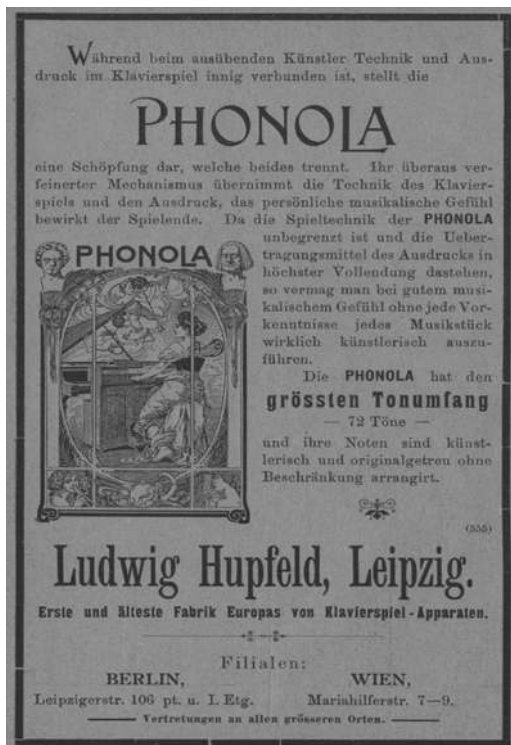 Während beim ausübenden Künstler Technik und Aus-
druck im Klavierspiel innig verbunden ist, stellt die
PHONOLA
eine Schöpfung dar, welche beides trennt. Ihr überaus ver-
feinerter Mechanismus übernimmt die Technik des Klavier-
spiels und den Ausdruck, das persönliche musikalische Gefühl
bewirkt der Spielende. Da die Spieltechnik der PHONOLA
unbegrenzt ist und die Ueber-
tragungsmittel des Ausdrucks in
höchster Vollendung dastehen,
so vermag man bei gutem musi-
kalischem Gefühl ohne jede Vor-
kenntnisse jedes Musikstück
wirklich künstlerisch auszu-
führen.
PHONOLA
Die PHONOLA hat den
grössten Tonumfang
— 72 Töne —
und ihre Noten sind künst-
lerisch und originalgetreu ohne
Beschränkung arrangirt.
(555)
Ludwig Hupfeld, Leipzig.
Erste und älteste Fabrik Europas von Klavierspiel-Apparaten.
Filialen:
BERLIN, WIEN,
Leipzigerstr. 106 pt. u. I. Etg. Mariahilferstr. 7—9.
Vertretungen an allen grösseren Orten.